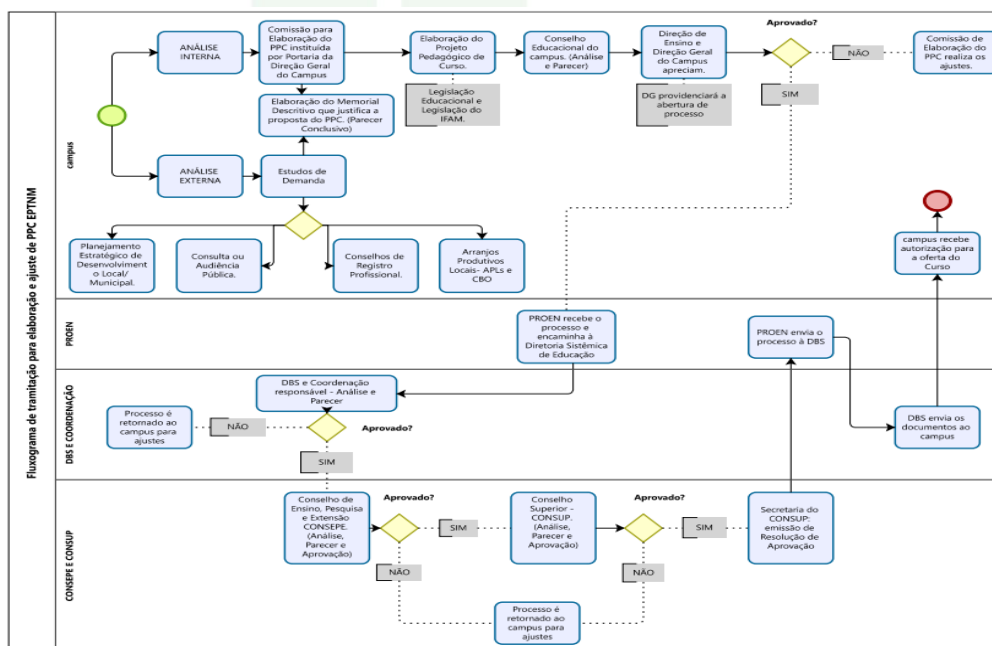 Fluxograma de tramitação para elaboração e ajuste de PPC EPTNM
campus
ANÁLISE
INTERNA
Comissão para
Elaboração do
PPC instituída
por Portaria da
Direção Geral
do Campus
Elaboração do
Projeto
Pedagógico de
Curso.
Conselho
Educacional do
campus. (Análise
e Parecer)
Direção de
Ensino e
Direção Geral
do Campus
apreciam.
Aprovado?
NÃO
Comissão de
Elaboração do
PPC realiza os
ajustes.
Legislação
Educacional e
Legislação do
IFAM.
DG providenciará a
abertura de
processo
SIM
Elaboração do Memorial
Descritivo que justifica a
proposta do PPC. (Parecer
Conclusivo)
ANÁLISE
EXTERNA
Estudos de
Demanda
Planejamento
Estratégico de
Desenvolviment
o Local/
Municipal.
Consulta ou
Audiência
Pública.
Conselhos de
Registro
Profissional.
Arranjos
Produtivos
Locais- APLs e
CBO
campus recebe
autorização para
a oferta do
Curso
PROEN
PROEN recebe o
processo e
encaminha à
Diretoria Sistêmica
de Educação
PROEN envia o
processo à DBS
DBS E COORDENAÇÃO
DBS e Coordenação
responsável - Análise e
Parecer
Processo é
retornado ao
campus para
ajustes
NÃO
Aprovado?
SIM
DBS envia os
documentos ao
campus
CONSEPE E CONSUP
Conselho de
Ensino, Pesquisa
e Extensão
CONSEPE.
(Análise,
Parecer e
Aprovação)
Aprovado?
SIM
NÃO
Conselho
Superior -
CONSUP.
(Análise,
Parecer e
Aprovação)
Aprovado?
SIM
NÃO
Secretaria do
CONSUP:
emissão de
Resolução de
Aprovação
Processo é
retornado ao
campus para
ajustes